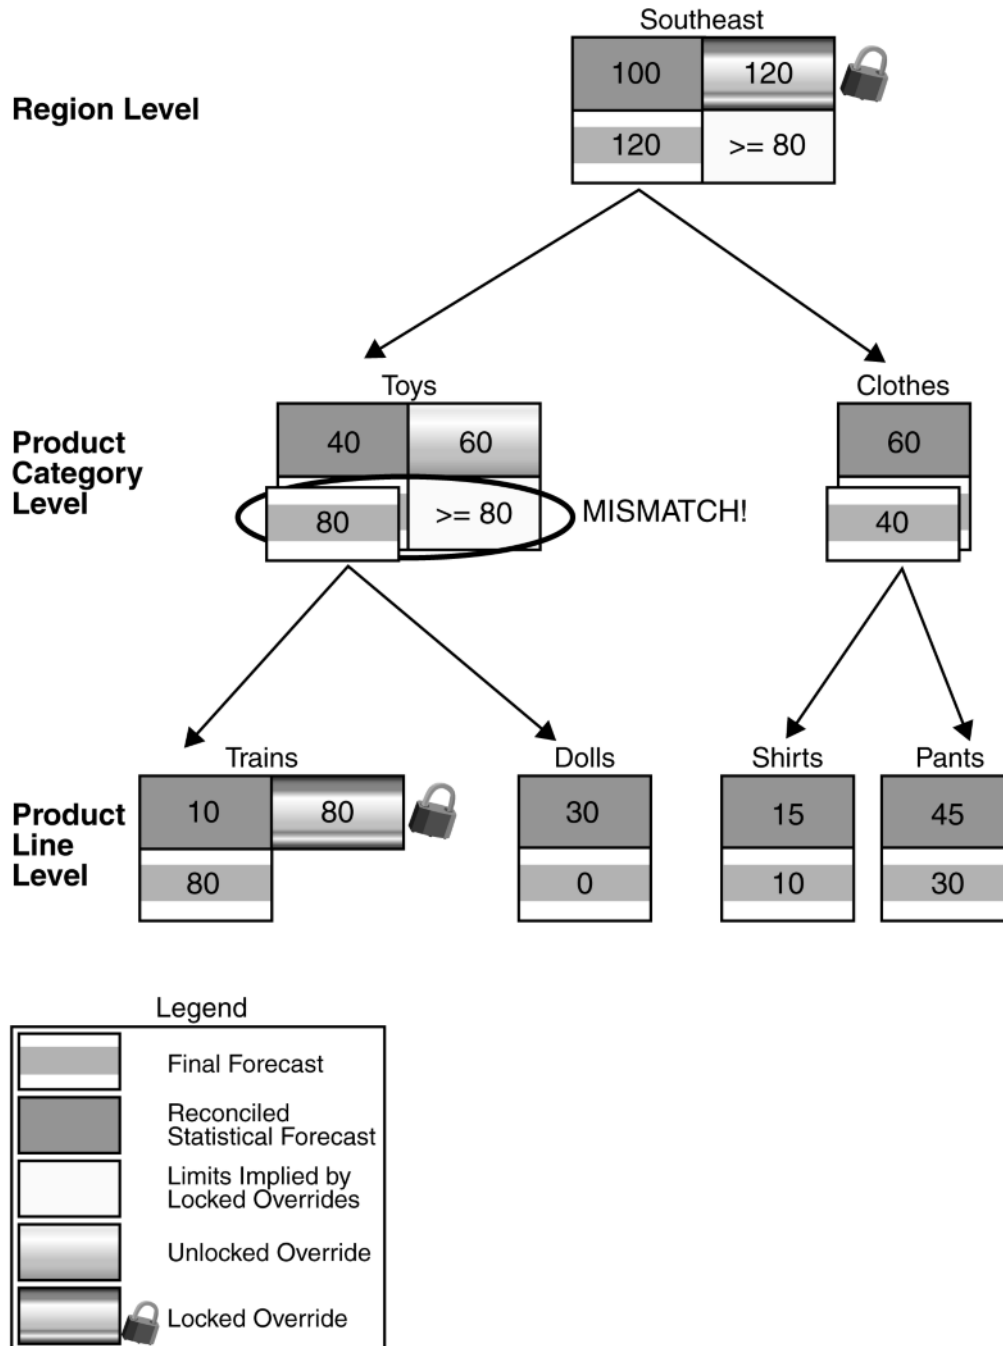 Southeast
100
120
Region Level
120
>= 80
Toys
Clothes
40
60
60
Product
Category
Level
80
>= 80
MISMATCH!
40
Trains
Dolls
Shirts
Pants
Product
Line
Level
10
80
30
15
45
80
0
10
30
Legend
Final Forecast
Reconciled
Statistical Forecast
Limits Implied by
Locked Overrides
Unlocked Override
Locked Override